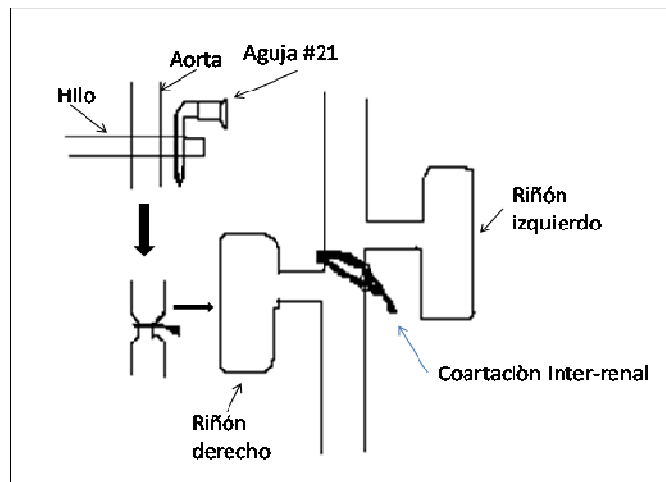 Aorta
Aguja #21
Hilo
Riñón
izquierdo
Coartaciòn Inter-renal
Riñón
derecho